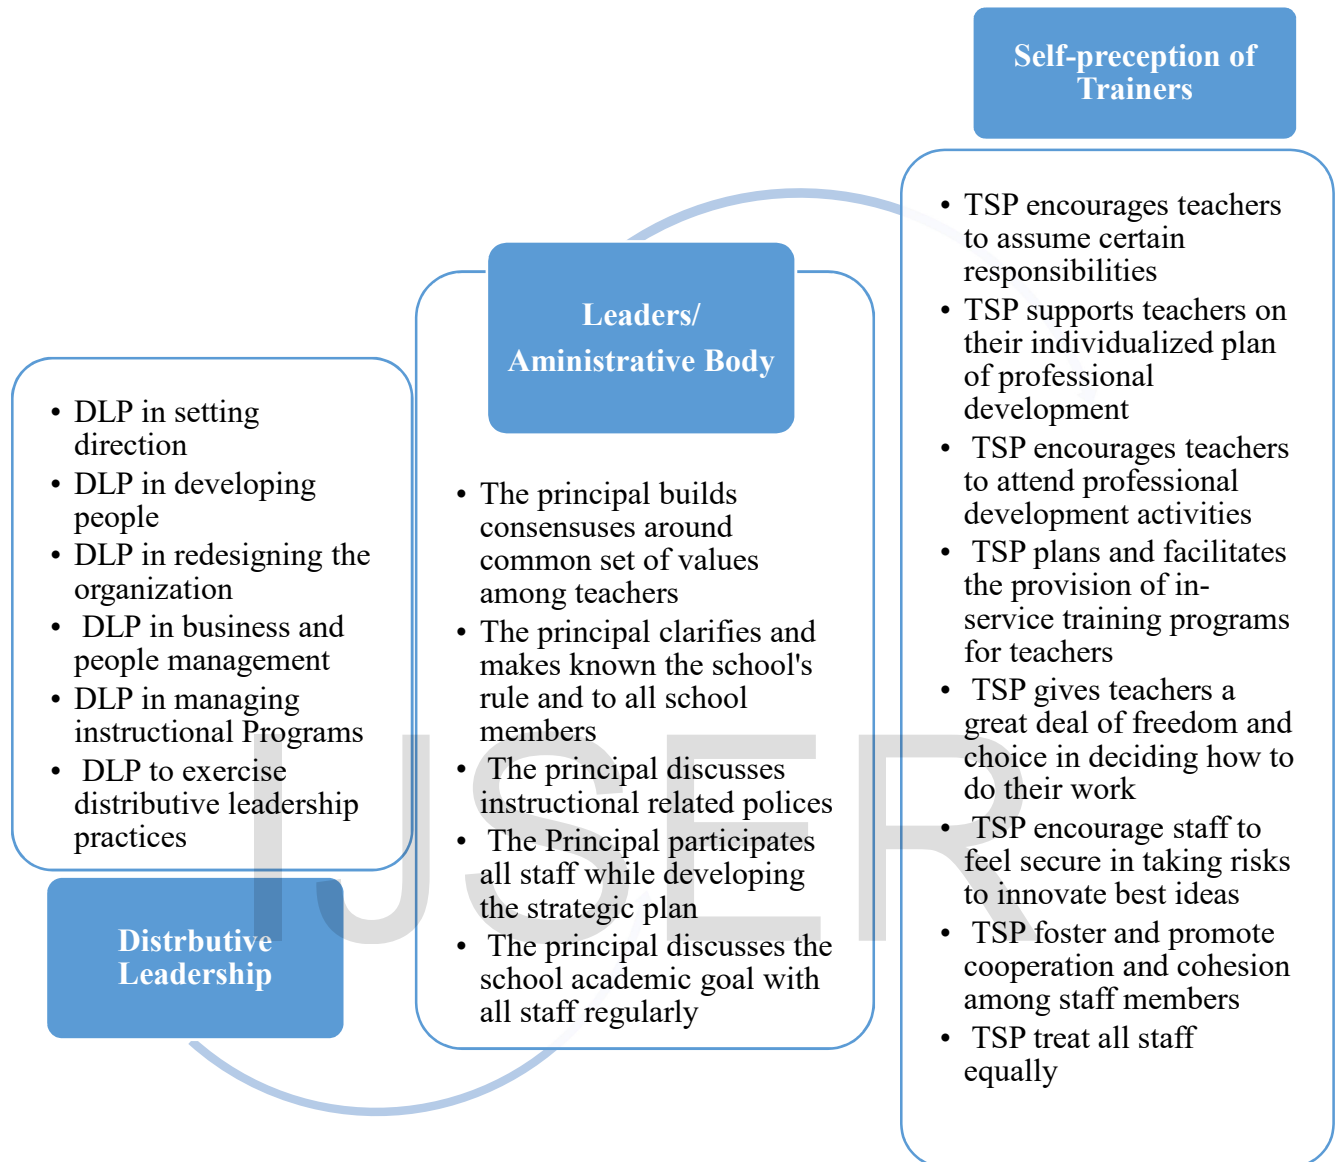 • DLP in setting
direction
• DLP in developing
people
• DLP in redesigning the
organization
• DLP in business and
people management
• DLP in managing
instructional Programs
• DLP to exercise
distributive leadership
practices
Distrbutive
Leadership
Leaders/
Aministrative Body
• The principal builds
consensuses around
common set of values
among teachers
• The principal clarifies and
makes known the school's
rule and to all school
members
• The principal discusses
instructional related polices
• The Principal participates
all staff while developing
the strategic plan
• The principal discusses the
school academic goal with
all staff regularly
Self-preception of
Trainers
• TSP encourages teachers
to assume certain
responsibilities
• TSP supports teachers on
their individualized plan
of professional
development
• TSP encourages teachers
to attend professional
development activities
• TSP plans and facilitates
the provision of in-
service training programs
for teachers
• TSP gives teachers a
great deal of freedom and
choice in deciding how to
do their work
• TSP encourage staff to
feel secure in taking risks
to innovate best ideas
• TSP foster and promote
cooperation and cohesion
among staff members
• TSP treat all staff
equally
IJSER